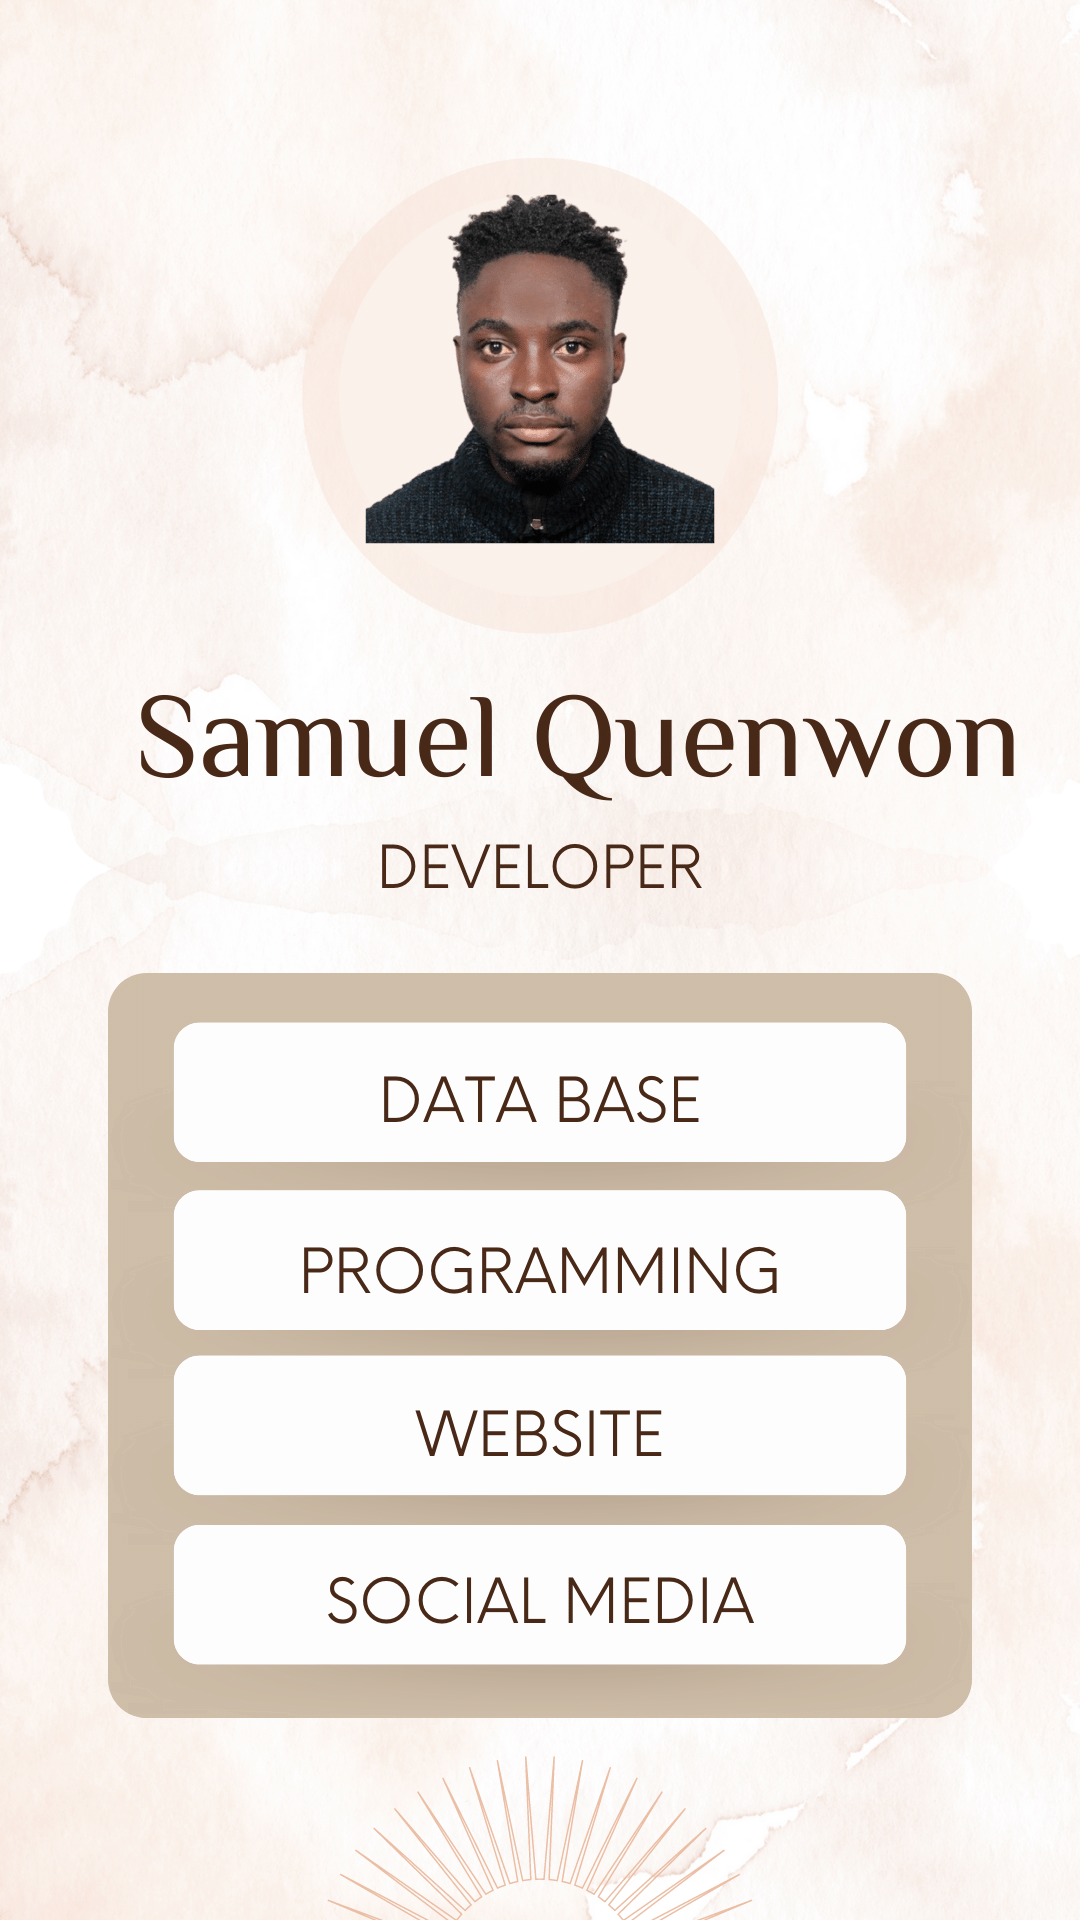 Samuel Quenwon
DEVELOPER
DATA BASE
PROGRAMMING
WEBSITE
SOCIAL MEDIA